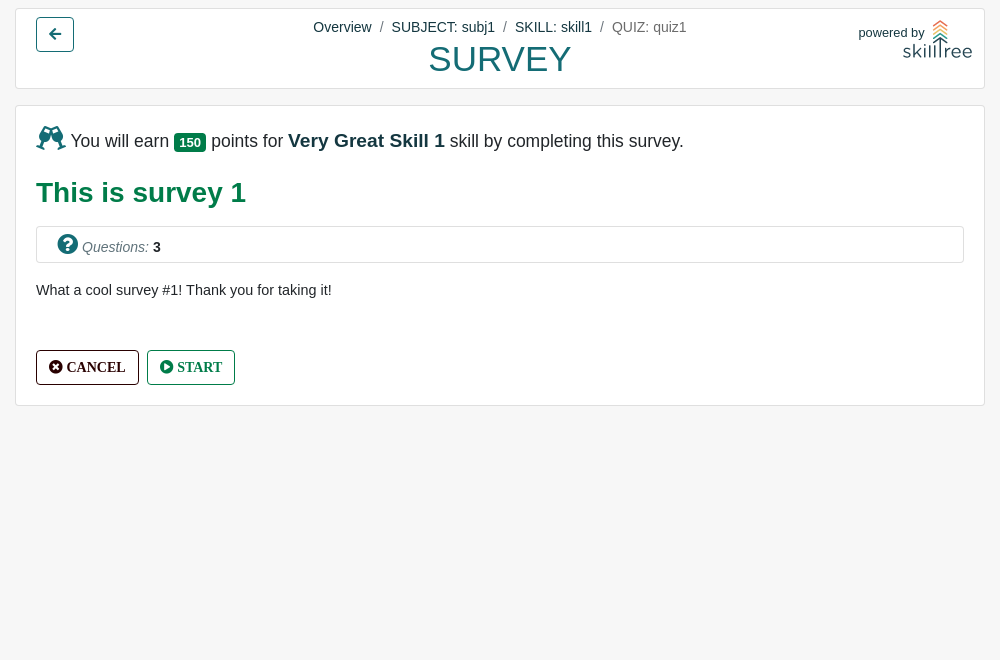 Overview / SUBJECT: subj1 / SKILL: skill1 / QUIZ: quiz1
SURVEY
powered by
skilltree
You will earn 150 points for Very Great Skill 1 skill by completing this survey.
This is survey 1
Questions: 3
What a cool survey #1! Thank you for taking it!
CANCEL START